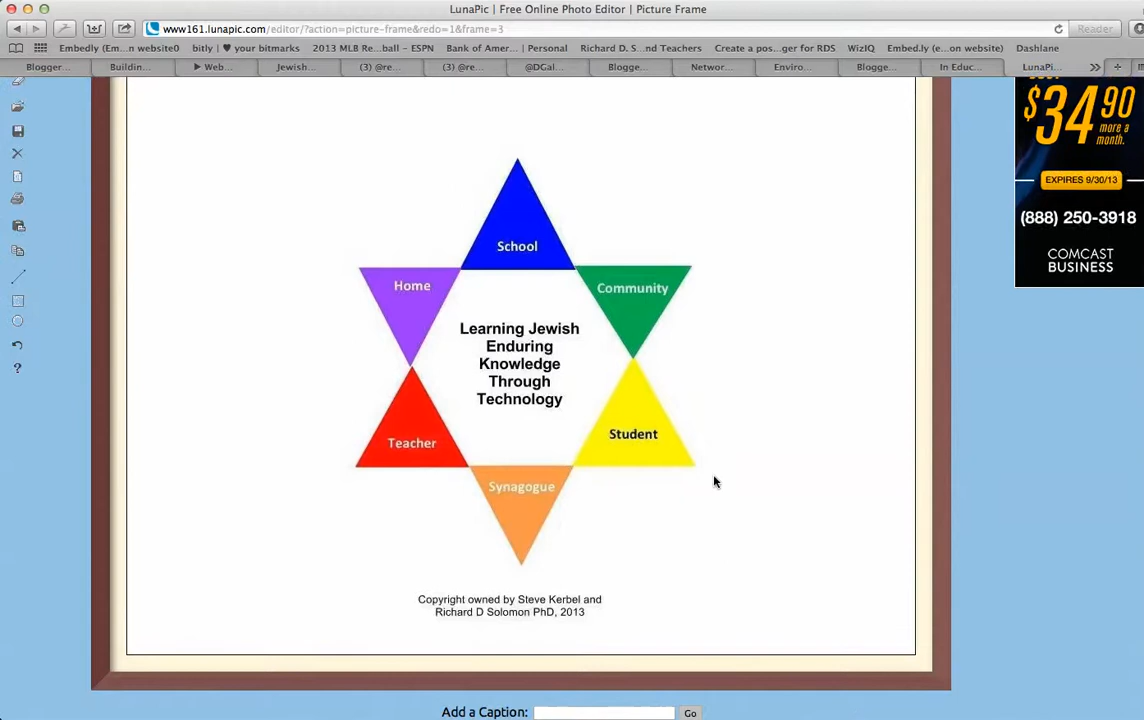 LunaPic | Free Online Photo Editor | Picture Frame
www161.lunapic.com/editor/?action=picture-frame&redo=1&frame=3
Reader
Embedly (Em...n website0 bitly | ♥ your bitmarks 2013 MLB Re...ball - ESPN Bank of Amer... | Personal Richard D. S...nd Teachers Create a pos...ger for RDS WizIQ Embed.ly (e...on website) Dashlane
Blogger... Buildin... ▶ Web... Jewish... (3) @re... (3) @re... @DGal... Blogge... Networ... Enviro... Blogge... In Educ... LunaPi...
$34.90
more a
month.
EXPIRES 9/30/13
(888) 250-3918
COMCAST
BUSINESS
School
Home
Community
Learning Jewish
Enduring
Knowledge
Through
Technology
Teacher
Student
Synagogue
Copyright owned by Steve Kerbel and
Richard D Solomon PhD, 2013
Add a Caption:
Go